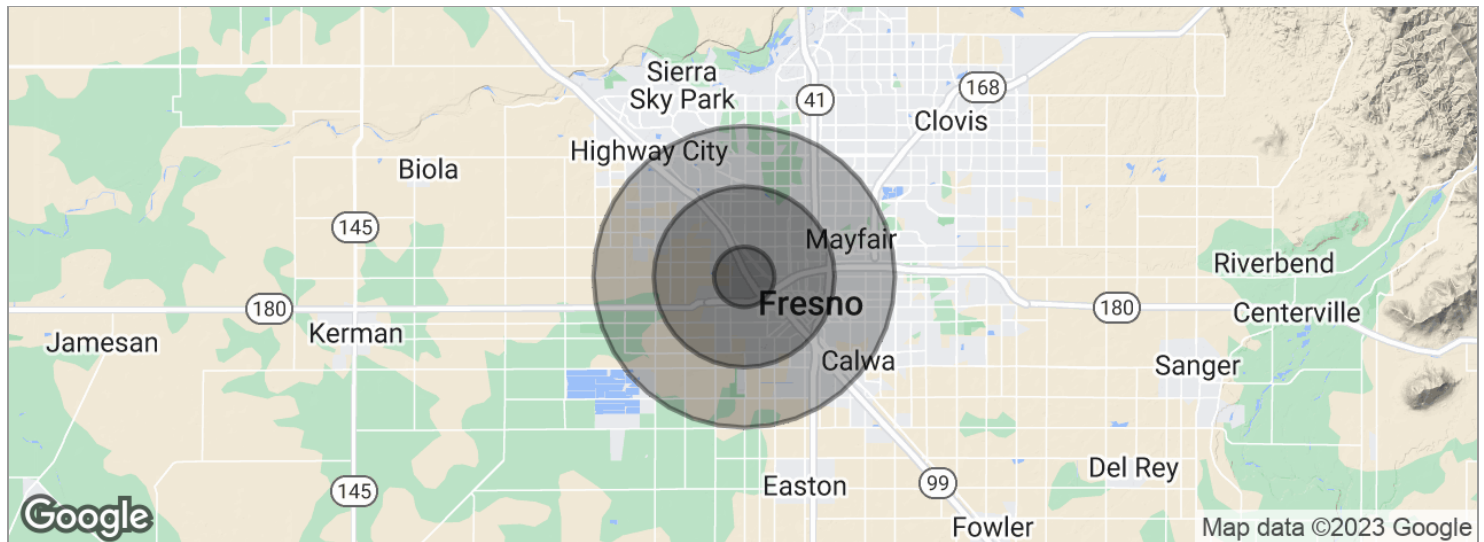 Sierra
Sky Park
41
168
Clovis
Highway City
Biola
145
Mayfair
Riverbend
180
Fresno
180
Centerville
Jamesan
Kerman
Calwa
Sanger
Del Rey
145
Easton
99
Google
Fowler
Map data ©2023 Google